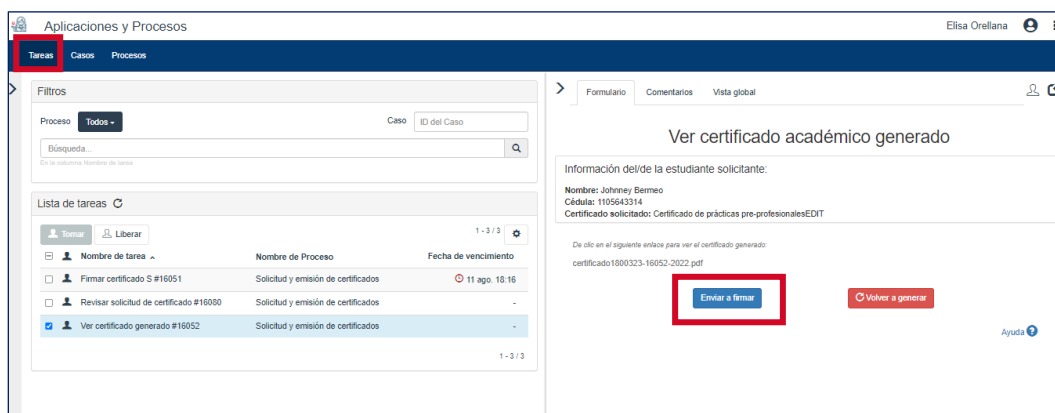 Aplicaciones y Procesos
Elisa Orellana
Tareas Casos Procesos
Filtros
Proceso Todos Caso ID del Caso
Búsqueda...
En la columna Nombre de tarea
Lista de tareas
Tomar Liberar 1 - 3 / 3
Nombre de tarea Nombre de Proceso Fecha de vencimiento
Firmar certificado S #16051 Solicitud y emisión de certificados 11 ago. 18:16
Revisar solicitud de certificado #16080 Solicitud y emisión de certificados -
Ver certificado generado #16052 Solicitud y emisión de certificados -
1 - 3 / 3
Formulario Comentarios Vista global
Ver certificado académico generado
Información del/de la estudiante solicitante:
Nombre: Johnney Bermeo
Cédula: 1105643314
Certificado solicitado: Certificado de prácticas pre-profesionalesEDIT
De clic en el siguiente enlace para ver el certificado generado:
certificado1800323-16052-2022.pdf
Enviar a firmar Volver a generar
Ayuda